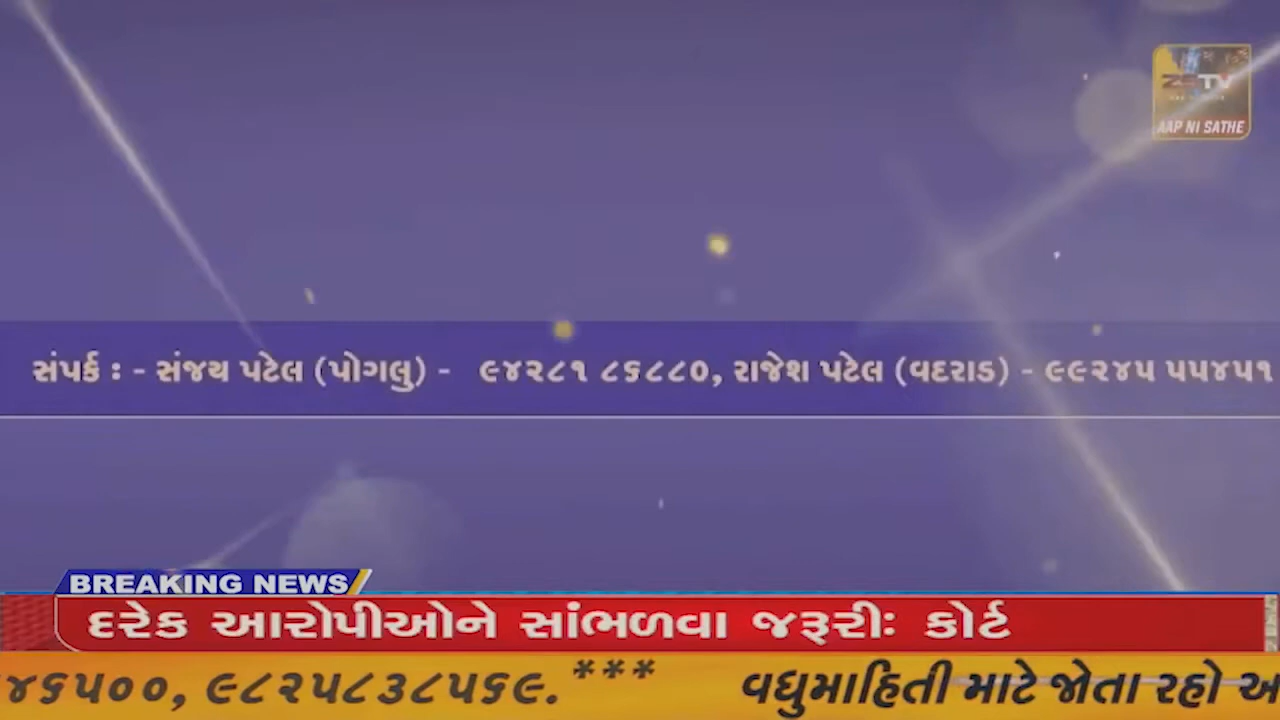 AAP NI SATHE
સંપર્ક : - સંજય પટેલ (પોગલુ) - ૯૪૨૮૧ ૮૬૮૮૦, રાજેશ પટેલ (વદરાડ) - ૯૯૨૪૫ ૫૫૪૫૧
BREAKING NEWS
દરેક આરોપીઓને સાંભળવા જરૂરીઃ કોર્ટ
૪૬૫૦૦, ૯૮૨૫૮૩૮૫૬૯.*** વધુમાહિતી માટે જોતા રહો